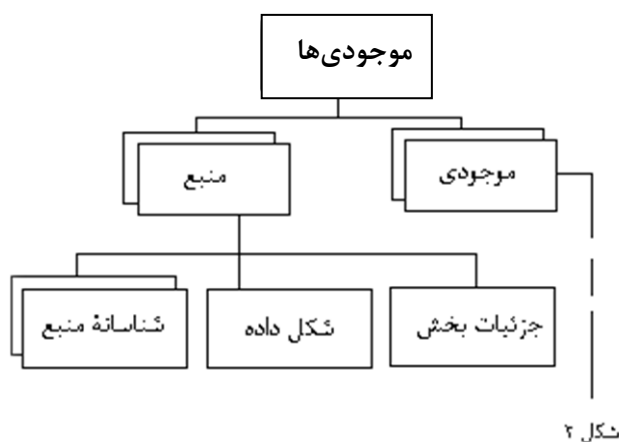 موجودی‌ها
موجودی
منبع
جزئیات بخش
شکل داده
شناسانهٔ منبع
شکل ۲